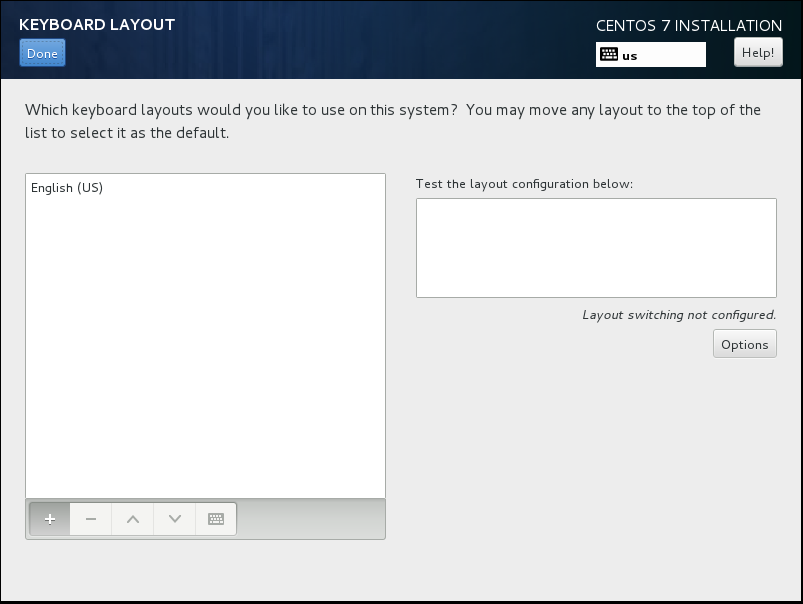 KEYBOARD LAYOUT
CENTOS 7 INSTALLATION
Done
us
Help!
Which keyboard layouts would you like to use on this system?  You may move any layout to the top of the
list to select it as the default.
English (US)
Test the layout configuration below:
Layout switching not configured.
Options